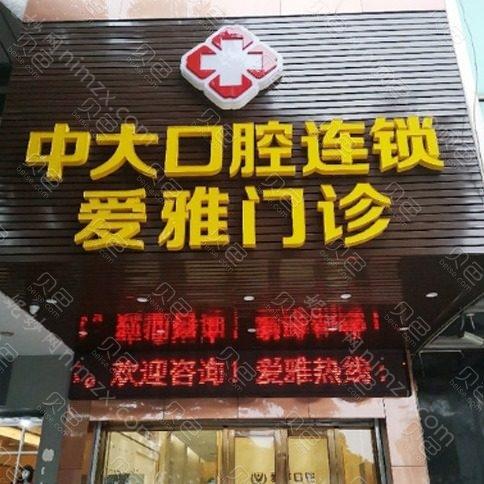 中大口腔连锁
爱雅门诊
欢迎咨询！ 爱雅热线